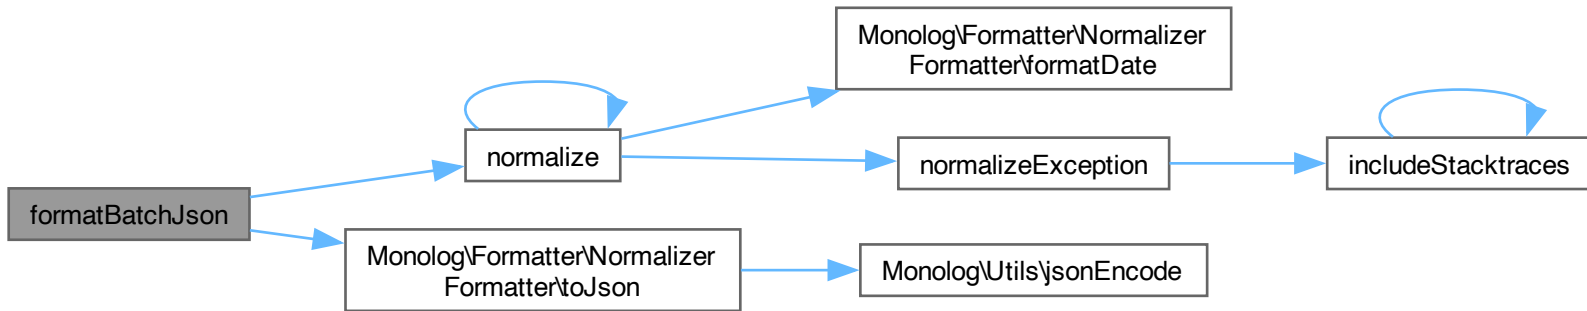 formatBatchJson
normalize
Monolog\Formatter\Normalizer
Formatter\formatDate
normalizeException
includeStacktraces
Monolog\Formatter\Normalizer
Formatter\toJson
Monolog\Utils\jsonEncode